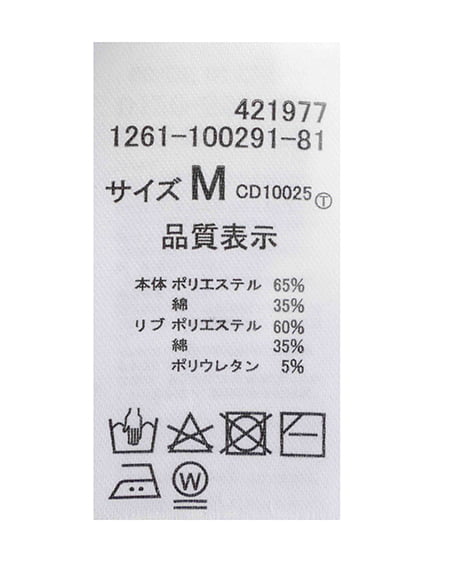 421977
1261-100291-81
サイズ M CD10025 Ⓣ
品質表示
本体 ポリエステル 65%
綿 35%
リブ ポリエステル 60%
綿 35%
ポリウレタン 5%
W